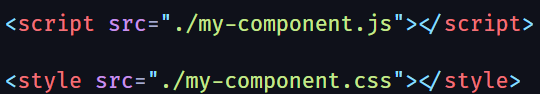 <script src="./my-component.js"></script>
<style src="./my-component.css"></style>